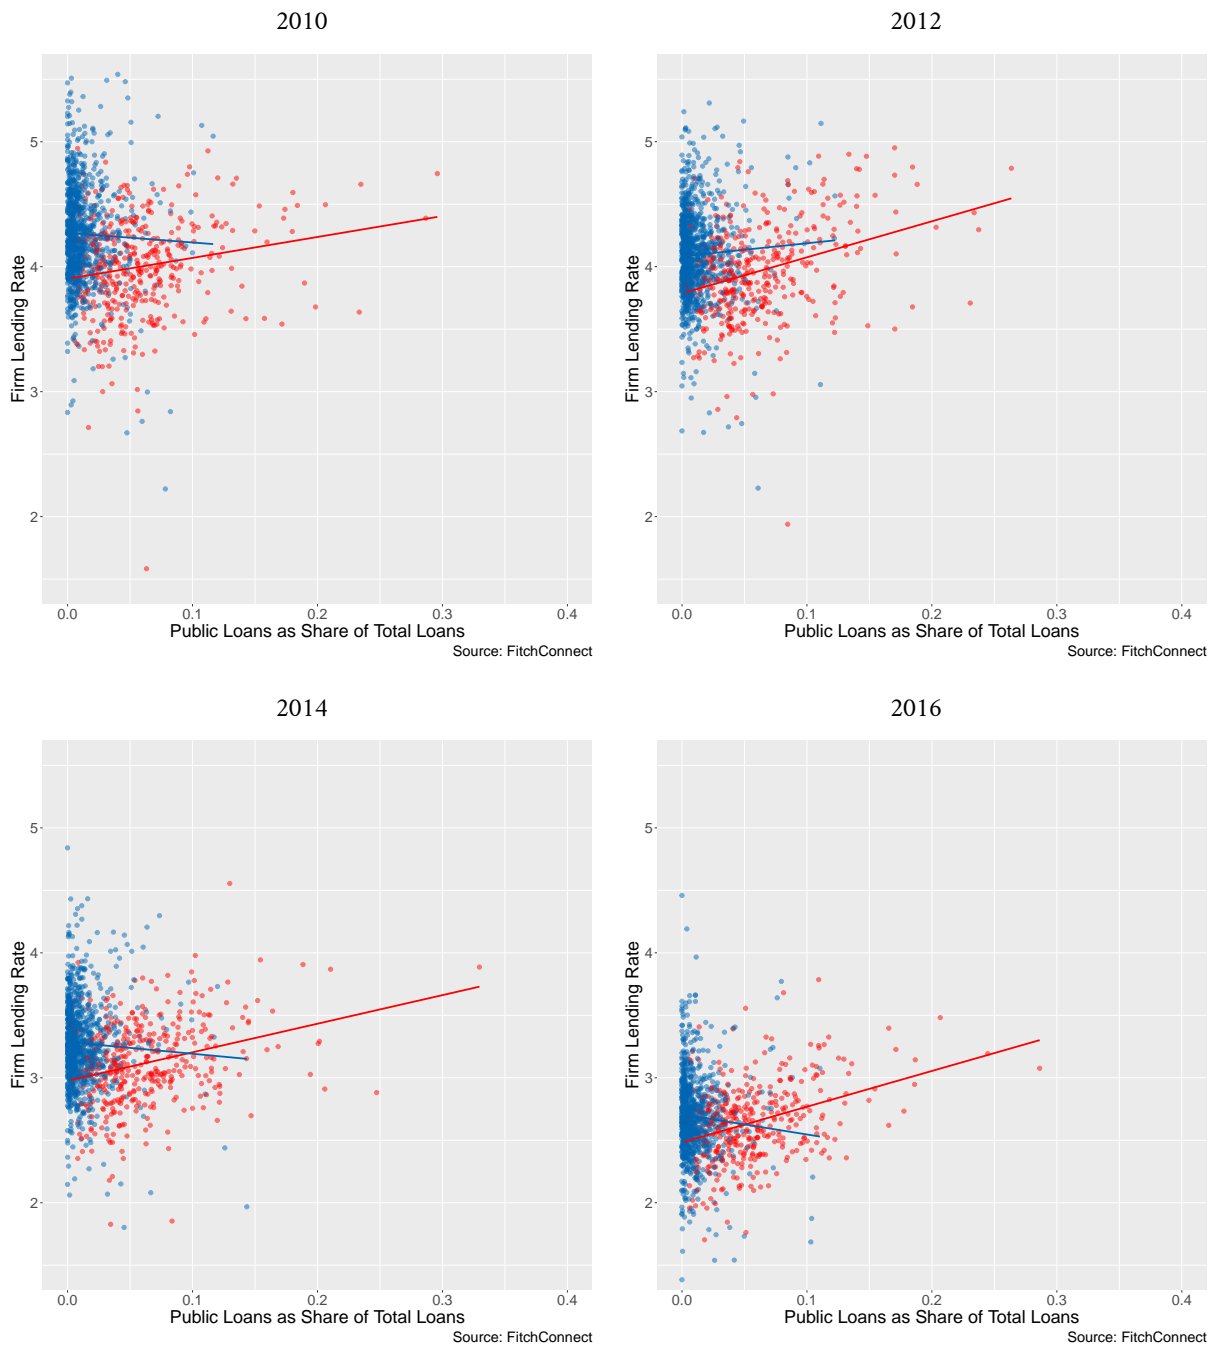 2010
2012
5
4
3
2
Firm Lending Rate
0.0 0.1 0.2 0.3 0.4
Public Loans as Share of Total Loans
Source: FitchConnect
5
4
3
2
Firm Lending Rate
0.0 0.1 0.2 0.3 0.4
Public Loans as Share of Total Loans
Source: FitchConnect
2014
2016
5
4
3
2
Firm Lending Rate
0.0 0.1 0.2 0.3 0.4
Public Loans as Share of Total Loans
Source: FitchConnect
5
4
3
2
Firm Lending Rate
0.0 0.1 0.2 0.3 0.4
Public Loans as Share of Total Loans
Source: FitchConnect